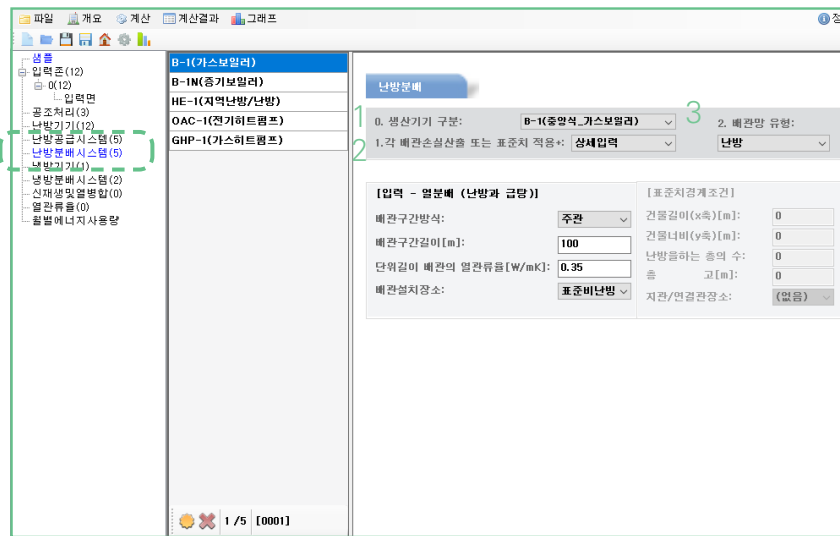 파일 개요 계산 계산결과 그래프
샘플
입력존(12)
0(12)
입력면
공조처리(3)
난방기기(12)
난방공급시스템(5)
난방분배시스템(5)
냉방기기(1)
냉방분배시스템(2)
신재생및열병합(0)
열관류율(0)
월별에너지사용량
B-1(가스보일러)
B-1N(증기보일러)
HE-1(지역난방/난방)
OAC-1(전기히트펌프)
GHP-1(가스히트펌프)
1 /5 [0001]
난방분배
1 0. 생산기기 구분: B-1(중앙식_가스보일러) 3 2. 배관망 유형:
2 1.각 배관손실산출 또는 표준치 적용+: 상세입력 난방
[입력 - 열분배 (난방과 급탕)]
배관구간방식: 주관
배관구간길이[m]: 100
단위길이 배관의 열관류율[W/mK]: 0.35
배관설치장소: 표준비난방
[표준치경계조건]
건물길이(x축)[m]: 0
건물너비(y축)[m]: 0
난방을하는 층의 수: 0
층 고[m]: 0
지관/연결관장소: (없음)